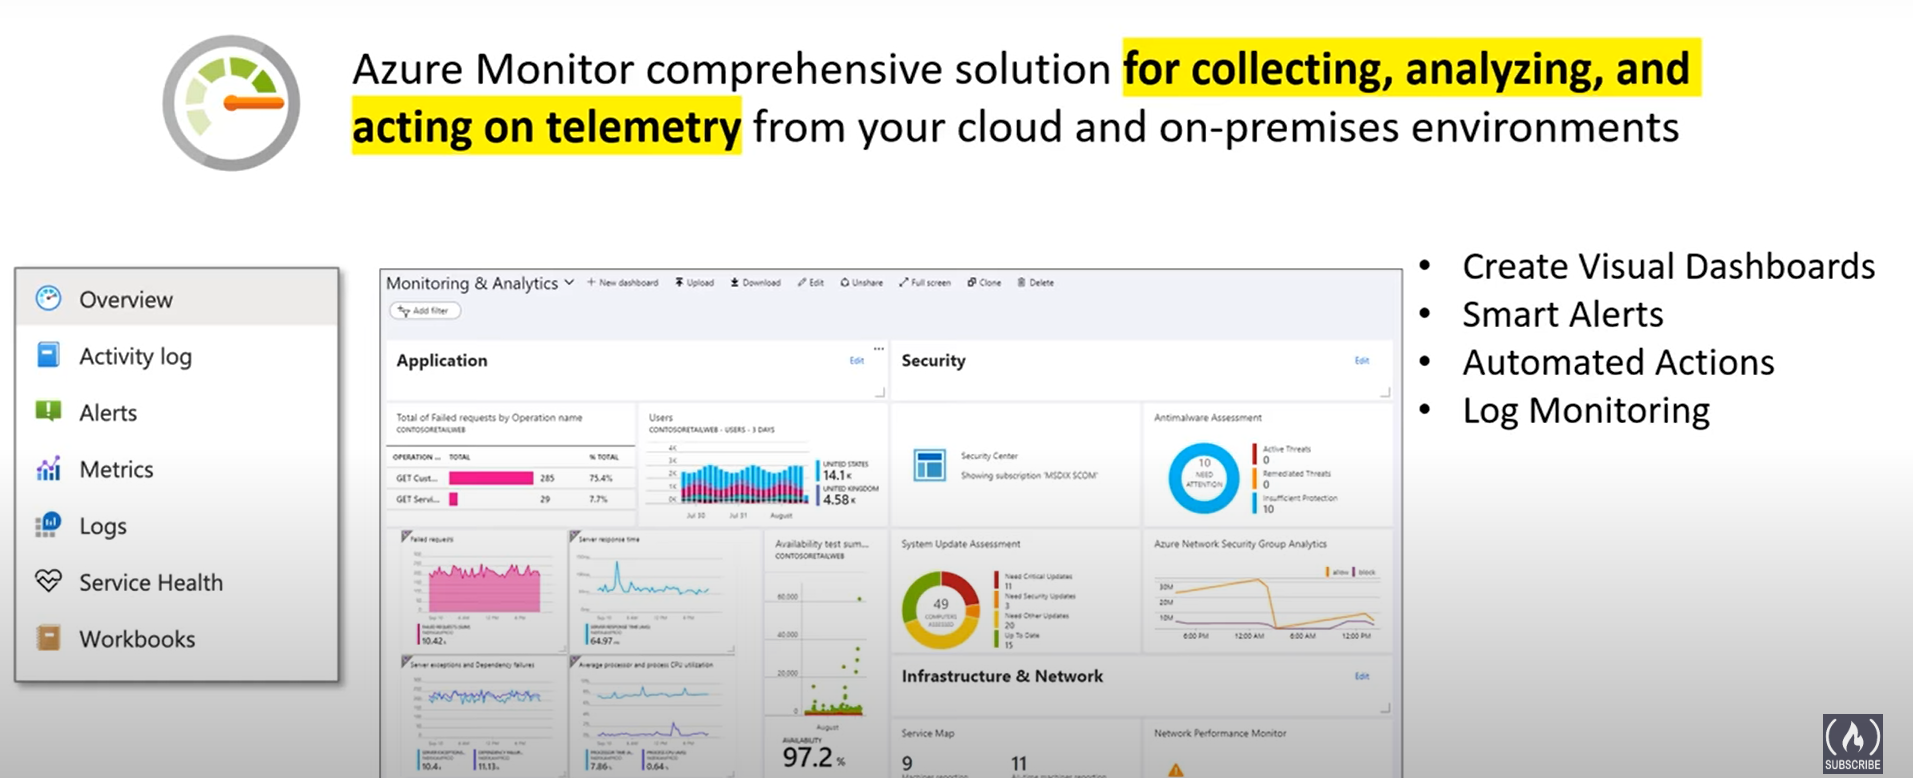 Azure Monitor comprehensive solution for collecting, analyzing, and
acting on telemetry from your cloud and on-premises environments
Overview
Activity log
Alerts
Metrics
Logs
Service Health
Workbooks
Monitoring & Analytics
New dashboard
Upload
Download
Edit
Unshare
Full screen
Clone
Delete
Add filter
Application
Edit
Total of Failed requests by Operation name
CONTOSORETAILWEB
OPERATION ... TOTAL % TOTAL
GET Cust... 285 75.4%
GET Servi... 29 7.7%
Users
CONTOSORETAILWEB - USERS - 3 DAYS
4K
3K
2K
1K
0K
Jul 30 Jul 31 August
UNITED STATES
14.1 K
UNITED KINGDOM
4.58 K
Failed requests
10.42
Server response time
64.97
Availability test sum...
CONTOSORETAILWEB
60,000
40,000
20,000
0
August
AVAILABILITY
97.2 %
Server exceptions and Dependency failures
10.4
11.13
Average processor and process CPU utilization
7.86
0.64
Security
Edit
Security Center
Showing subscription 'MSDIX SCOM'
Antimalware Assessment
10
NEED
ATTENTION
Active Threats
0
Remediated Threats
0
Insufficient Protection
10
System Update Assessment
49
COMPUTERS
ASSESSED
Need Critical Updates
11
Need Security Updates
3
Need Other Updates
20
Up To Date
15
Azure Network Security Group Analytics
allow block
30M
20M
10M
6:00 PM 12:00 AM 6:00 AM 12:00 PM
Infrastructure & Network
Edit
Service Map
9
11
Network Performance Monitor
• Create Visual Dashboards
• Smart Alerts
• Automated Actions
• Log Monitoring
SUBSCRIBE